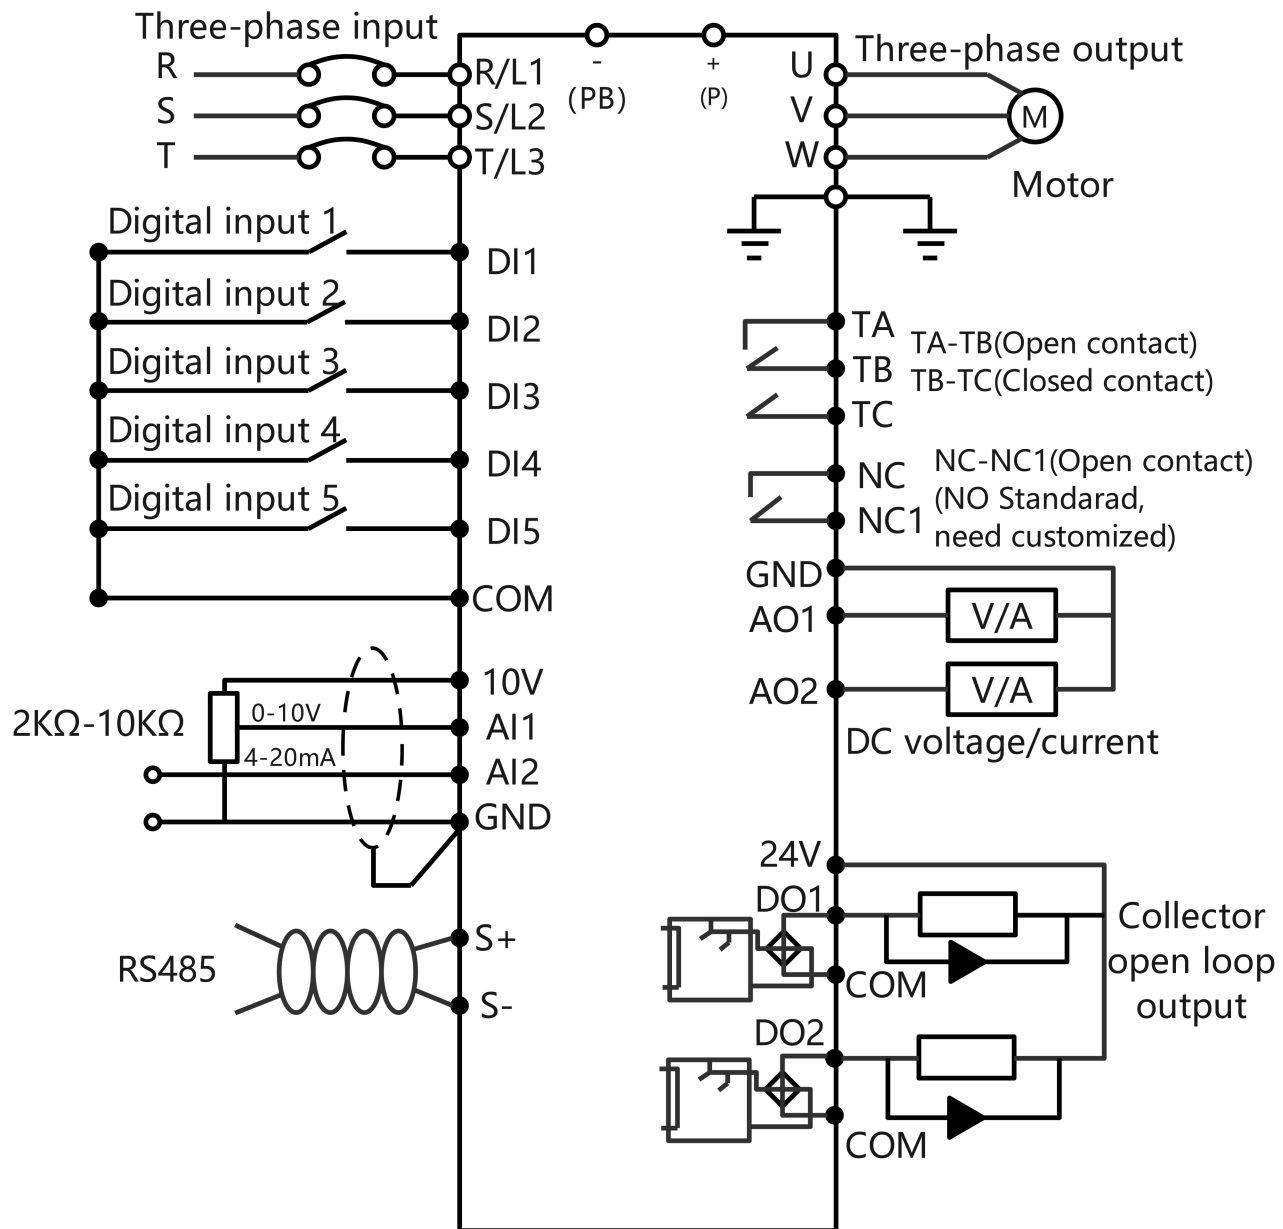 Three-phase input
R
R/L1
S
S/L2
T
T/L3
-
(PB)
+
(P)
Three-phase output
U
V
W
M
Motor
Digital input 1
DI1
Digital input 2
DI2
Digital input 3
DI3
Digital input 4
DI4
Digital input 5
DI5
COM
TA
TB
TC
TA-TB(Open contact)
TB-TC(Closed contact)
NC
NC1
NC-NC1(Open contact)
(NO Standarad,
need customized)
GND
AO1
V/A
AO2
V/A
DC voltage/current
2KΩ-10KΩ
0-10V
4-20mA
10V
AI1
AI2
GND
RS485
S+
S-
24V
DO1
COM
DO2
COM
Collector
open loop
output